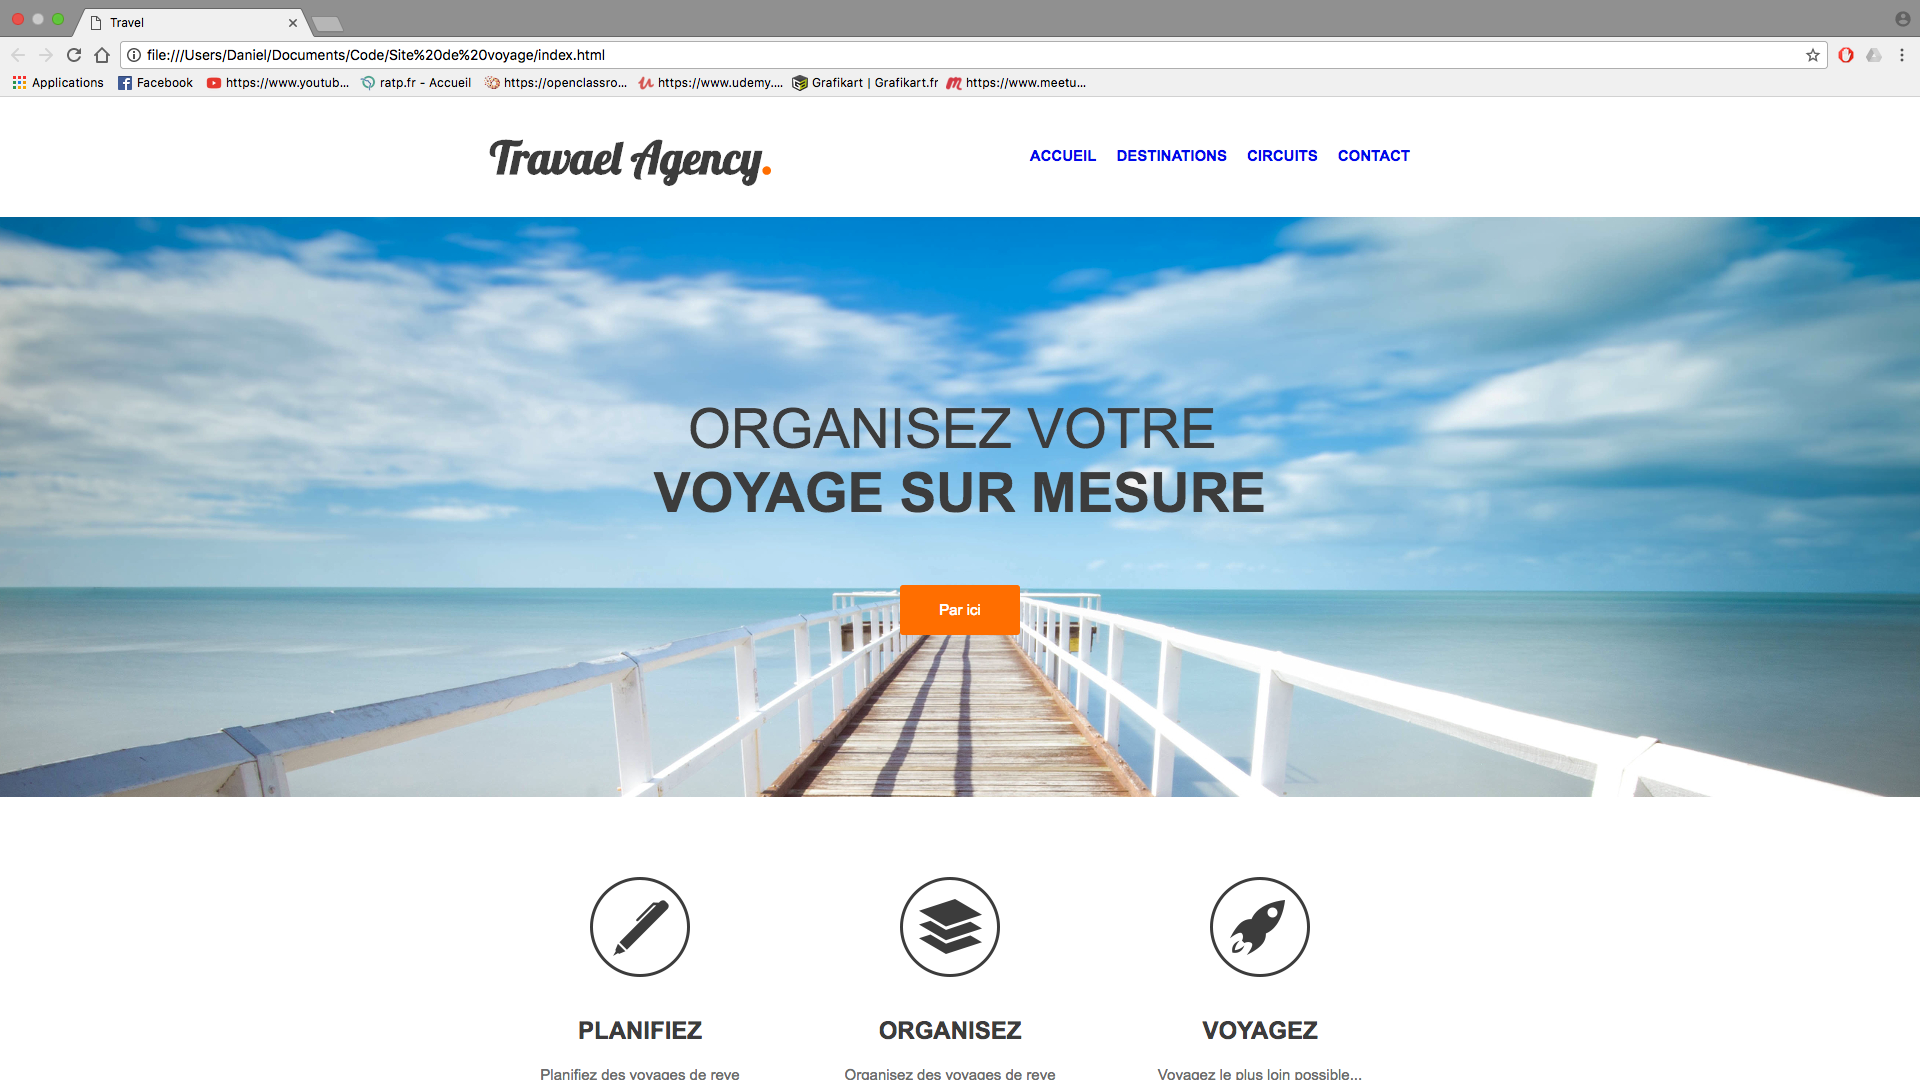 Travel
file:///Users/Daniel/Documents/Code/Site%20de%20voyage/index.html
Applications Facebook https://www.youtub... ratp.fr - Accueil https://openclassro... https://www.udemy.... Grafikart | Grafikart.fr https://www.meetu...
Travael Agency. ACCUEIL DESTINATIONS CIRCUITS CONTACT
ORGANISEZ VOTRE
VOYAGE SUR MESURE
Par ici
PLANIFIEZ ORGANISEZ VOYAGEZ
Planifiez des voyages de reve Organisez des voyages de reve Voyagez le plus loin possible...